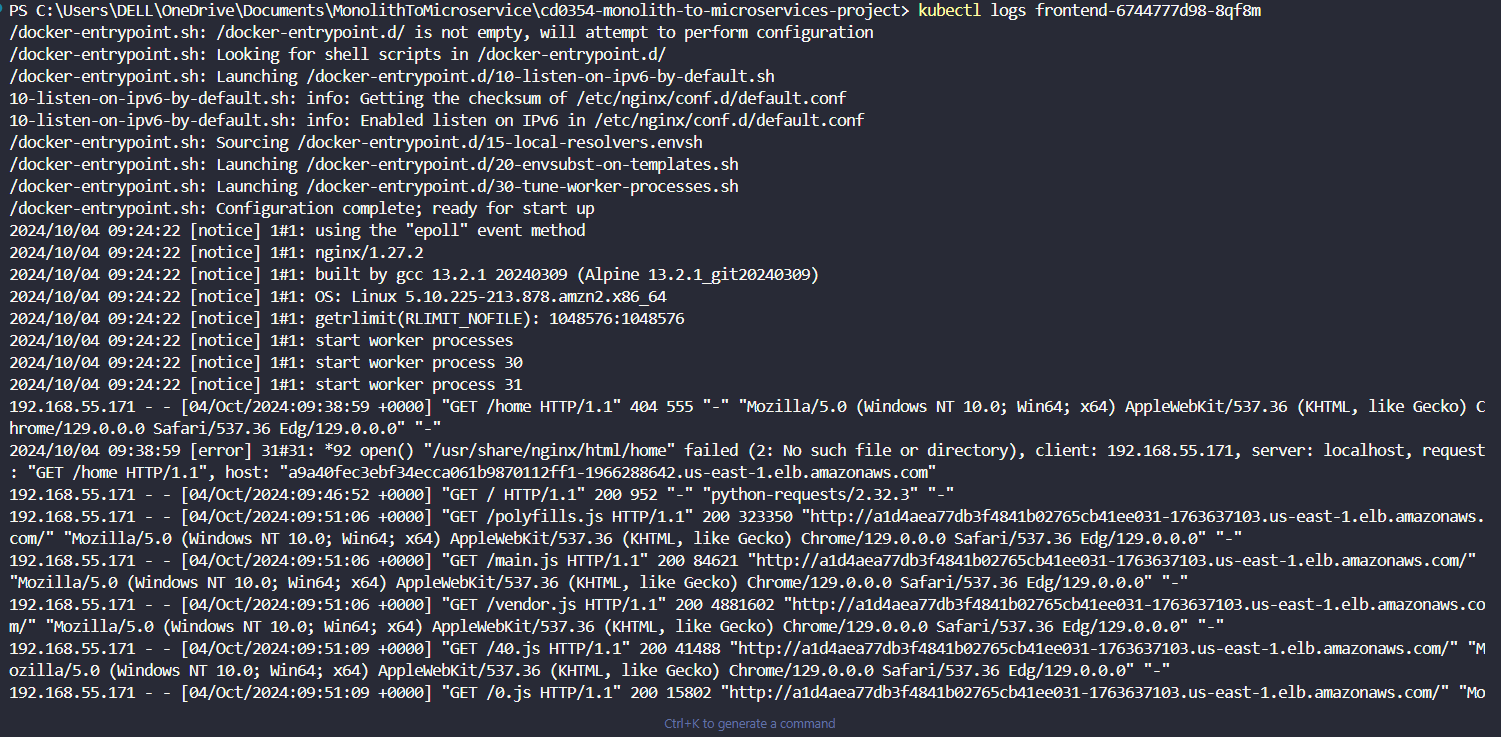 PS C:\Users\DELL\OneDrive\Documents\MonolithToMicroservice\cd0354-monolith-to-microservices-project> kubectl logs frontend-6744777d98-8qf8m
/docker-entrypoint.sh: /docker-entrypoint.d/ is not empty, will attempt to perform configuration
/docker-entrypoint.sh: Looking for shell scripts in /docker-entrypoint.d/
/docker-entrypoint.sh: Launching /docker-entrypoint.d/10-listen-on-ipv6-by-default.sh
10-listen-on-ipv6-by-default.sh: info: Getting the checksum of /etc/nginx/conf.d/default.conf
10-listen-on-ipv6-by-default.sh: info: Enabled listen on IPv6 in /etc/nginx/conf.d/default.conf
/docker-entrypoint.sh: Sourcing /docker-entrypoint.d/15-local-resolvers.envsh
/docker-entrypoint.sh: Launching /docker-entrypoint.d/20-envsubst-on-templates.sh
/docker-entrypoint.sh: Launching /docker-entrypoint.d/30-tune-worker-processes.sh
/docker-entrypoint.sh: Configuration complete; ready for start up
2024/10/04 09:24:22 [notice] 1#1: using the "epoll" event method
2024/10/04 09:24:22 [notice] 1#1: nginx/1.27.2
2024/10/04 09:24:22 [notice] 1#1: built by gcc 13.2.1 20240309 (Alpine 13.2.1_git20240309)
2024/10/04 09:24:22 [notice] 1#1: OS: Linux 5.10.225-213.878.amzn2.x86_64
2024/10/04 09:24:22 [notice] 1#1: getrlimit(RLIMIT_NOFILE): 1048576:1048576
2024/10/04 09:24:22 [notice] 1#1: start worker processes
2024/10/04 09:24:22 [notice] 1#1: start worker process 30
2024/10/04 09:24:22 [notice] 1#1: start worker process 31
192.168.55.171 - - [04/Oct/2024:09:38:59 +0000] "GET /home HTTP/1.1" 404 555 "-" "Mozilla/5.0 (Windows NT 10.0; Win64; x64) AppleWebKit/537.36 (KHTML, like Gecko) C
hrome/129.0.0.0 Safari/537.36 Edg/129.0.0.0" "-"
2024/10/04 09:38:59 [error] 31#31: *92 open() "/usr/share/nginx/html/home" failed (2: No such file or directory), client: 192.168.55.171, server: localhost, request
: "GET /home HTTP/1.1", host: "a9a40fec3ebf34ecca061b9870112ff1-1966288642.us-east-1.elb.amazonaws.com"
192.168.55.171 - - [04/Oct/2024:09:46:52 +0000] "GET / HTTP/1.1" 200 952 "-" "python-requests/2.32.3" "-"
192.168.55.171 - - [04/Oct/2024:09:51:06 +0000] "GET /polyfills.js HTTP/1.1" 200 323350 "http://a1d4aea77db3f4841b02765cb41ee031-1763637103.us-east-1.elb.amazonaws.
com/" "Mozilla/5.0 (Windows NT 10.0; Win64; x64) AppleWebKit/537.36 (KHTML, like Gecko) Chrome/129.0.0.0 Safari/537.36 Edg/129.0.0.0" "-"
192.168.55.171 - - [04/Oct/2024:09:51:06 +0000] "GET /main.js HTTP/1.1" 200 84621 "http://a1d4aea77db3f4841b02765cb41ee031-1763637103.us-east-1.elb.amazonaws.com/"
"Mozilla/5.0 (Windows NT 10.0; Win64; x64) AppleWebKit/537.36 (KHTML, like Gecko) Chrome/129.0.0.0 Safari/537.36 Edg/129.0.0.0" "-"
192.168.55.171 - - [04/Oct/2024:09:51:06 +0000] "GET /vendor.js HTTP/1.1" 200 4881602 "http://a1d4aea77db3f4841b02765cb41ee031-1763637103.us-east-1.elb.amazonaws.co
m/" "Mozilla/5.0 (Windows NT 10.0; Win64; x64) AppleWebKit/537.36 (KHTML, like Gecko) Chrome/129.0.0.0 Safari/537.36 Edg/129.0.0.0" "-"
192.168.55.171 - - [04/Oct/2024:09:51:09 +0000] "GET /40.js HTTP/1.1" 200 41488 "http://a1d4aea77db3f4841b02765cb41ee031-1763637103.us-east-1.elb.amazonaws.com/" "M
ozilla/5.0 (Windows NT 10.0; Win64; x64) AppleWebKit/537.36 (KHTML, like Gecko) Chrome/129.0.0.0 Safari/537.36 Edg/129.0.0.0" "-"
192.168.55.171 - - [04/Oct/2024:09:51:09 +0000] "GET /0.js HTTP/1.1" 200 15802 "http://a1d4aea77db3f4841b02765cb41ee031-1763637103.us-east-1.elb.amazonaws.com/" "Mo
Ctrl+K to generate a command